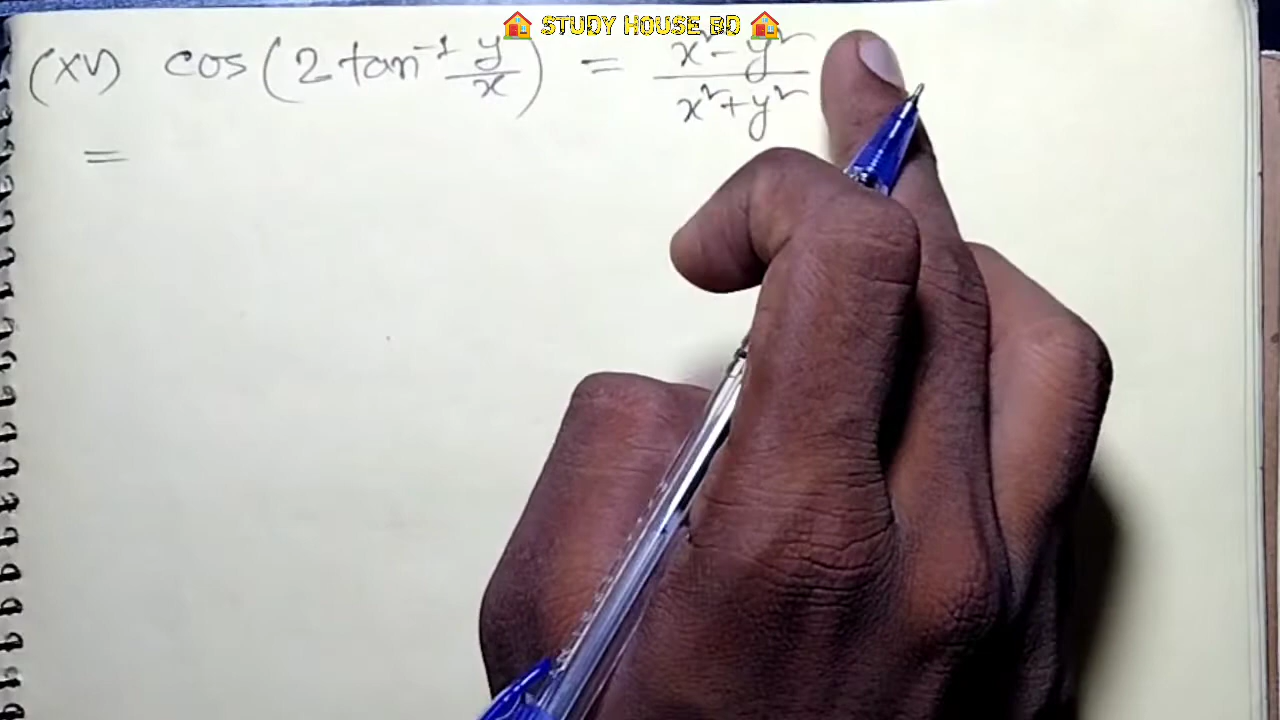 🏠 STUDY HOUSE BD 🏠
(xv) cos(2 tan⁻¹ y/x) = x²-y²/x²+y²
=